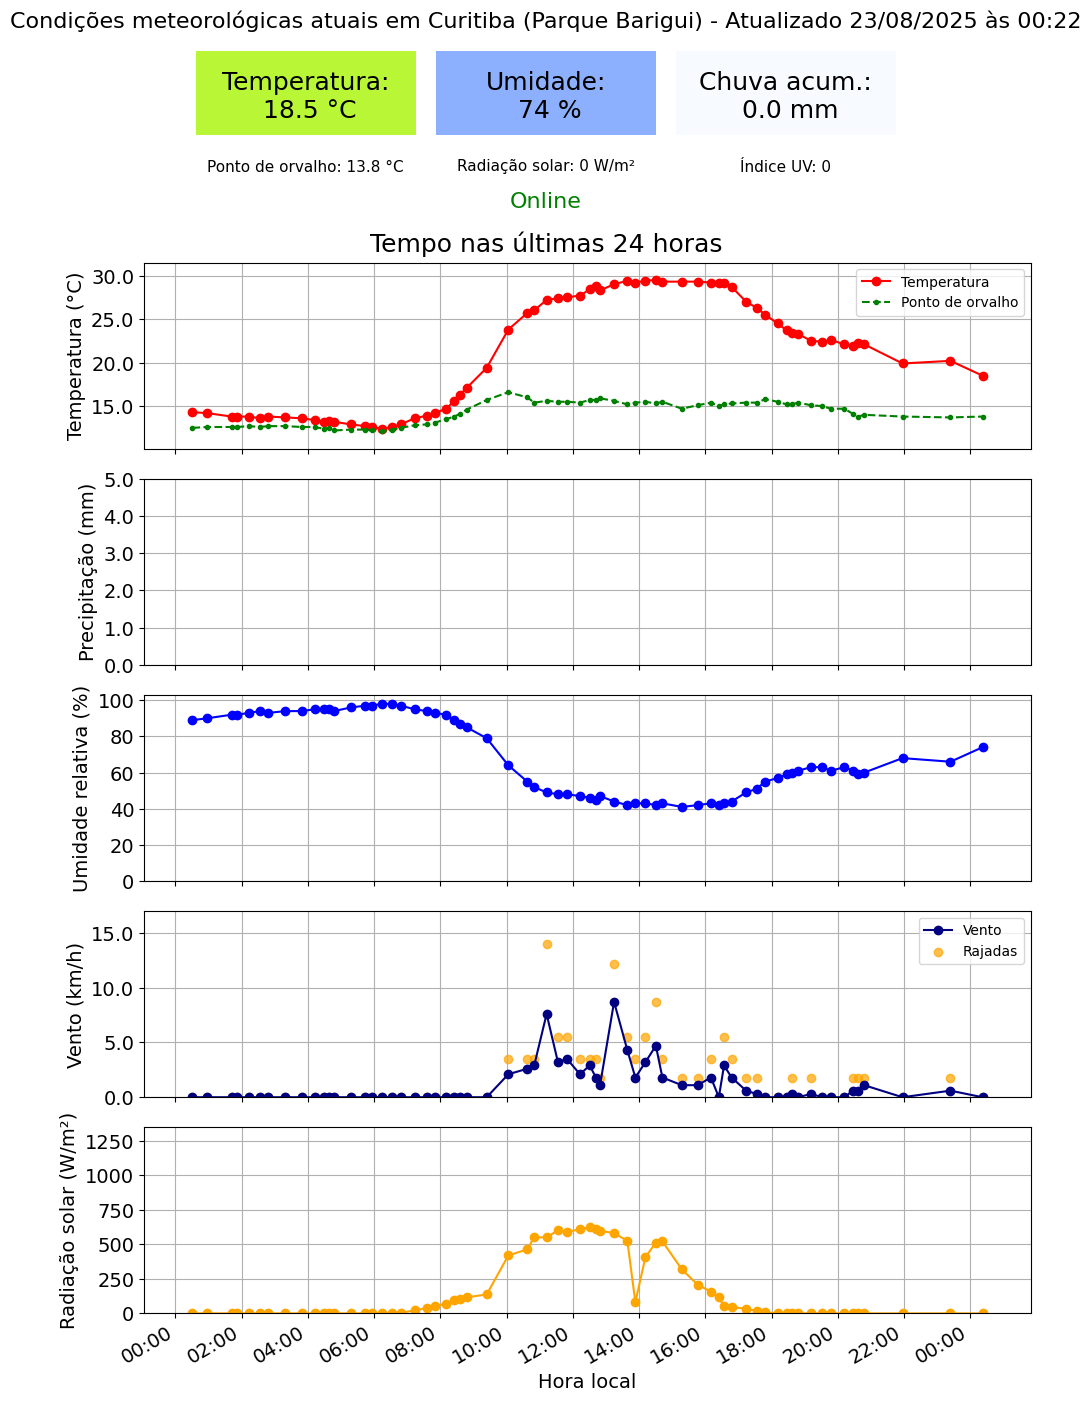 Condições meteorológicas atuais em Curitiba (Parque Barigui) - Atualizado 23/08/2025 às 00:22
Temperatura:
18.5 °C
Umidade:
74 %
Chuva acum.:
0.0 mm
Ponto de orvalho: 13.8 °C
Radiação solar: 0 W/m²
Índice UV: 0
Online
Tempo nas últimas 24 horas
Temperatura (°C)
30.0
25.0
20.0
15.0
Temperatura
Ponto de orvalho
Precipitação (mm)
5.0
4.0
3.0
2.0
1.0
0.0
Umidade relativa (%)
100
80
60
40
20
0
Vento (km/h)
15.0
10.0
5.0
0.0
Vento
Rajadas
Radiação solar (W/m²)
1250
1000
750
500
250
0
00:00
02:00
04:00
06:00
08:00
10:00
12:00
14:00
16:00
18:00
20:00
22:00
00:00
Hora local